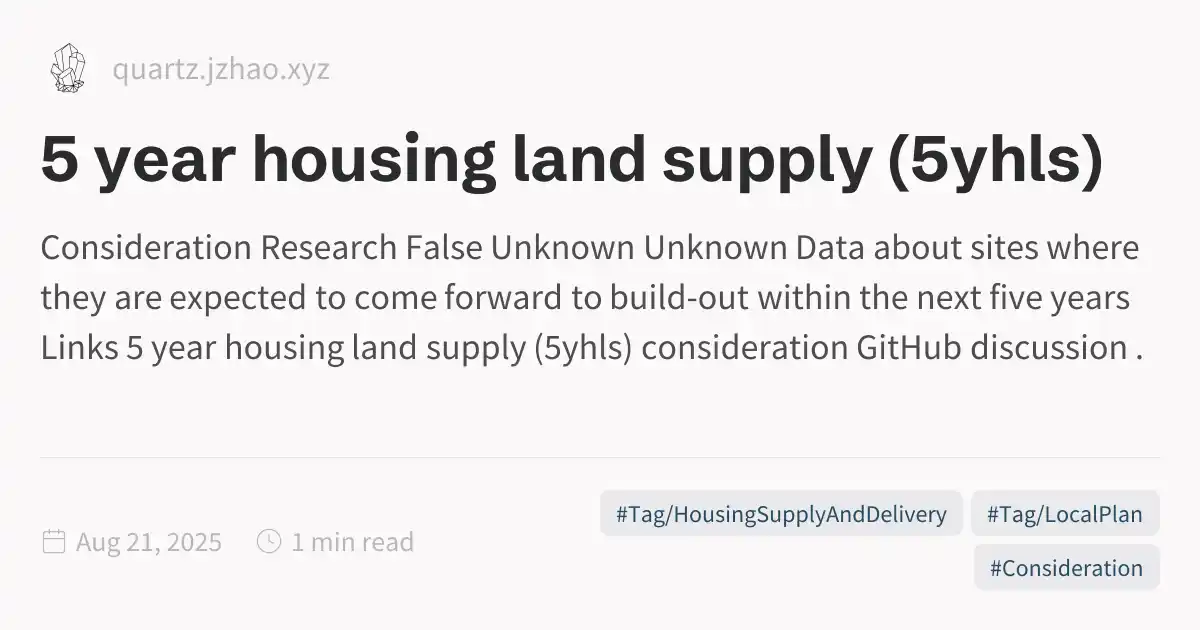 quartz.jzhao.xyz
5 year housing land supply (5yhls)
Consideration Research False Unknown Unknown Data about sites where
they are expected to come forward to build-out within the next five years
Links 5 year housing land supply (5yhls) consideration GitHub discussion .
#Tag/HousingSupplyAndDelivery #Tag/LocalPlan
Aug 21, 2025 1 min read
#Consideration